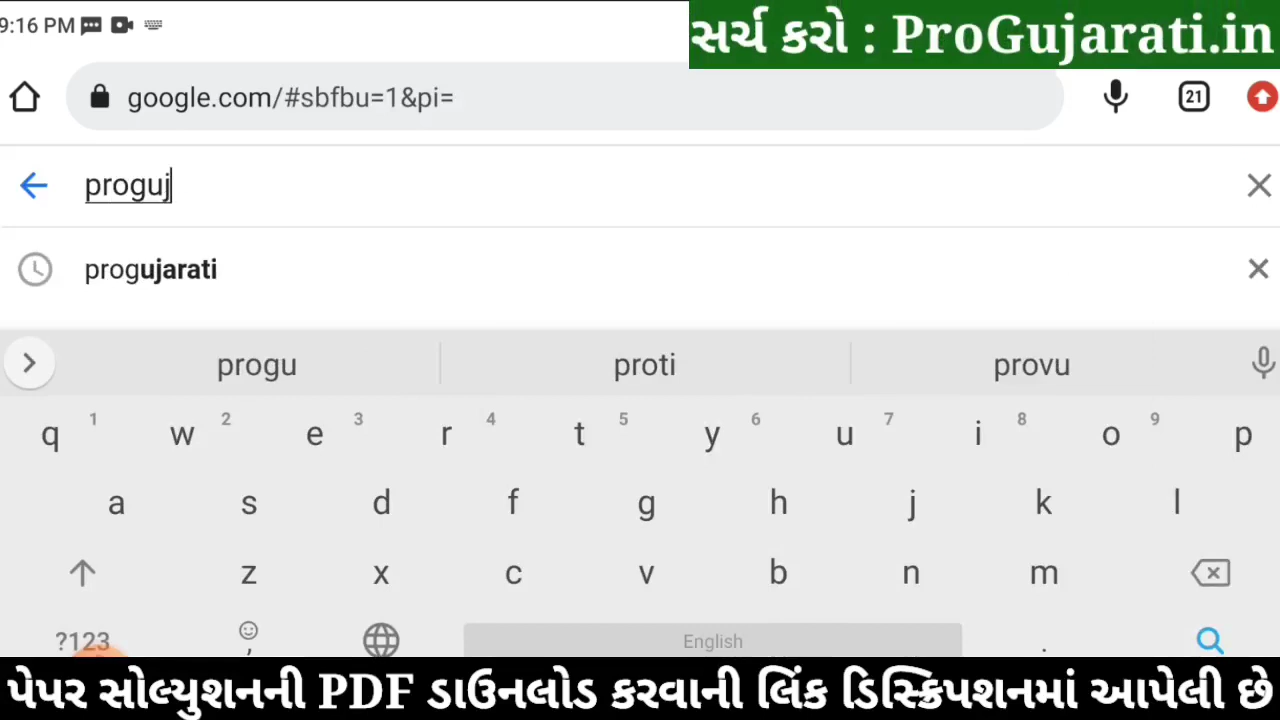 9:16 PM
સર્ચ કરો : ProGujarati.in
google.com/#sbfbu=1&pi=
21
proguj
progujarati
progu proti provu
q 1 w 2 e 3 r 4 t 5 y 6 u 7 i 8 o 9 p
a s d f g h j k l
z x c v b n m
?123 , English .
પેપર સોલ્યુશનની PDF ડાઉનલોડ કરવાની લિંક ડિસ્ક્રિપશનમાં આપેલી છે